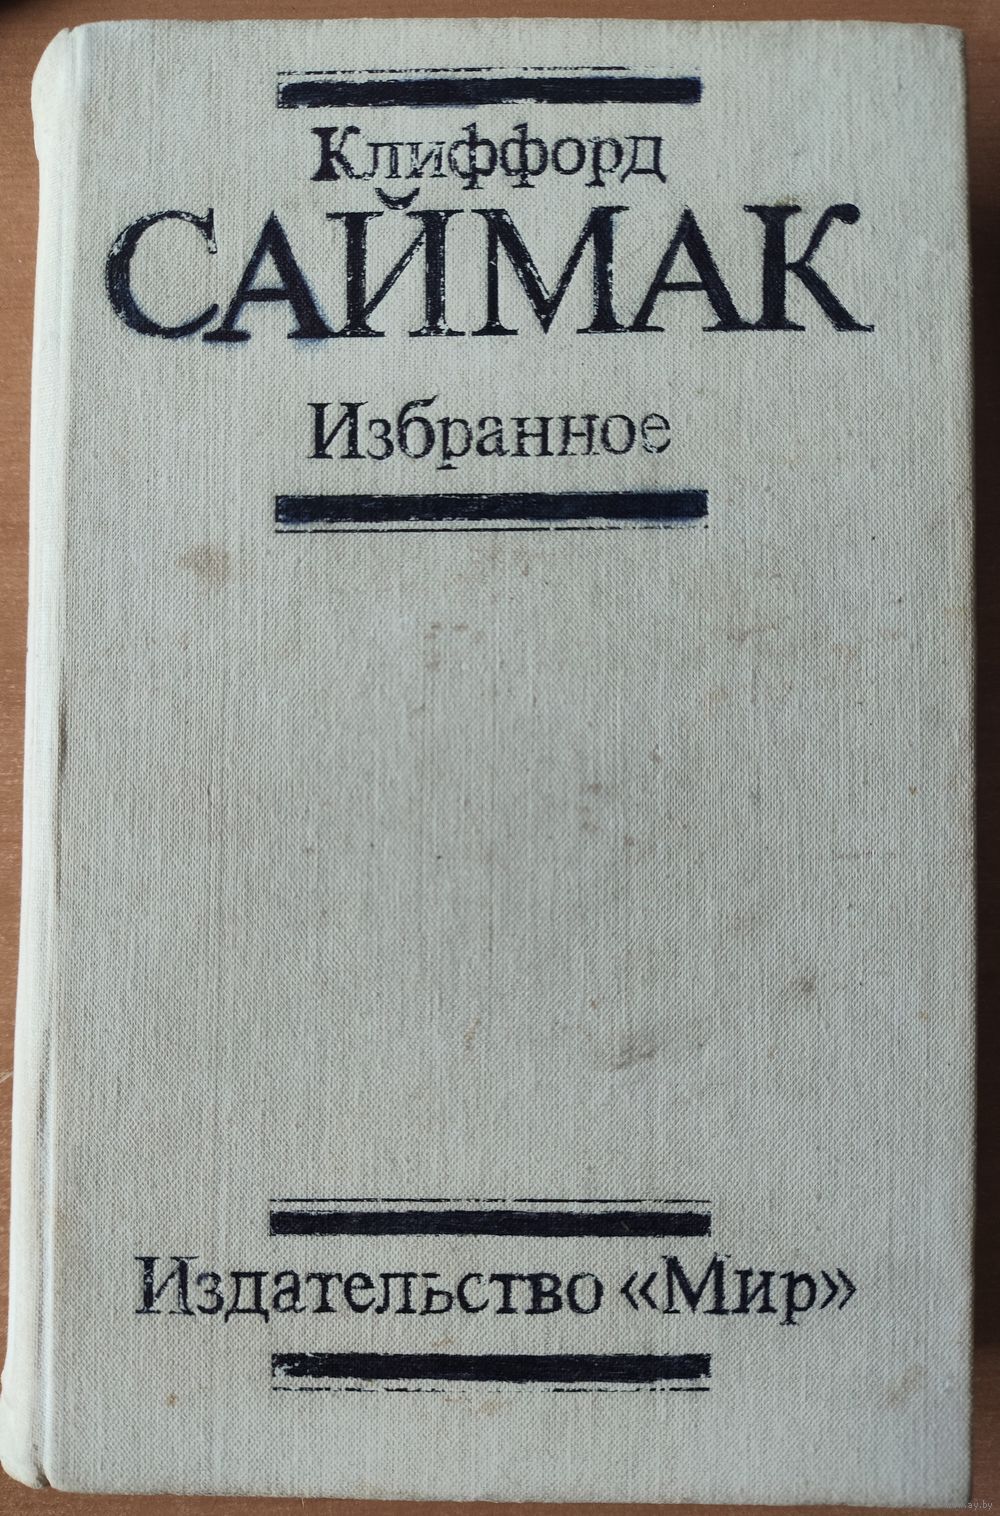 Клиффорд
САЙМАК
Избранное
Издательство «Мир»